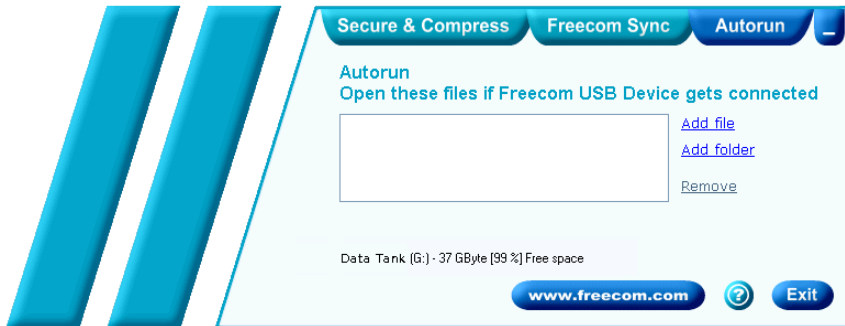 Secure & Compress Freecom Sync Autorun _
Autorun
Open these files if Freecom USB Device gets connected
Add file
Add folder
Remove
Data Tank (G:) - 37 GByte [99 %] Free space
www.freecom.com ? Exit